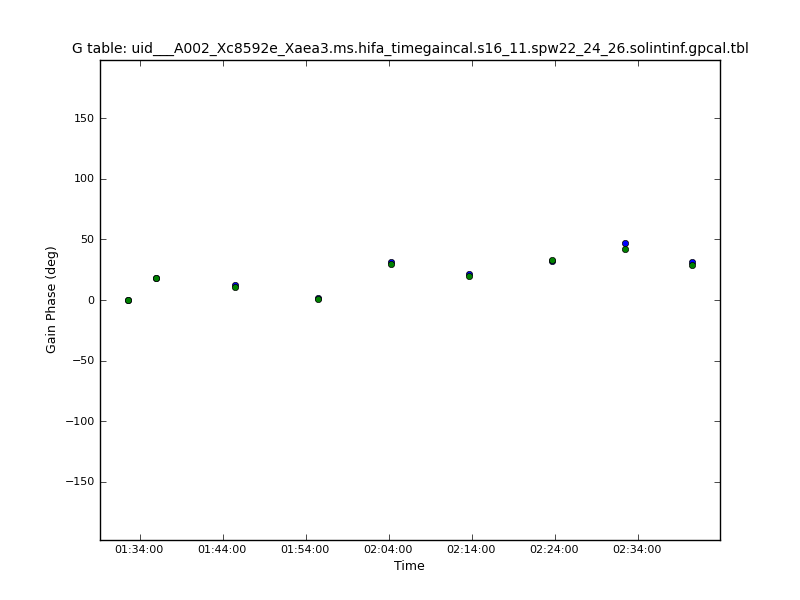 G table: uid___A002_Xc8592e_Xaea3.ms.hifa_timegaincal.s16_11.spw22_24_26.solintinf.gpcal.tbl
150
100
50
0
−50
−100
−150
Gain Phase (deg)
01:34:00 01:44:00 01:54:00 02:04:00 02:14:00 02:24:00 02:34:00
Time